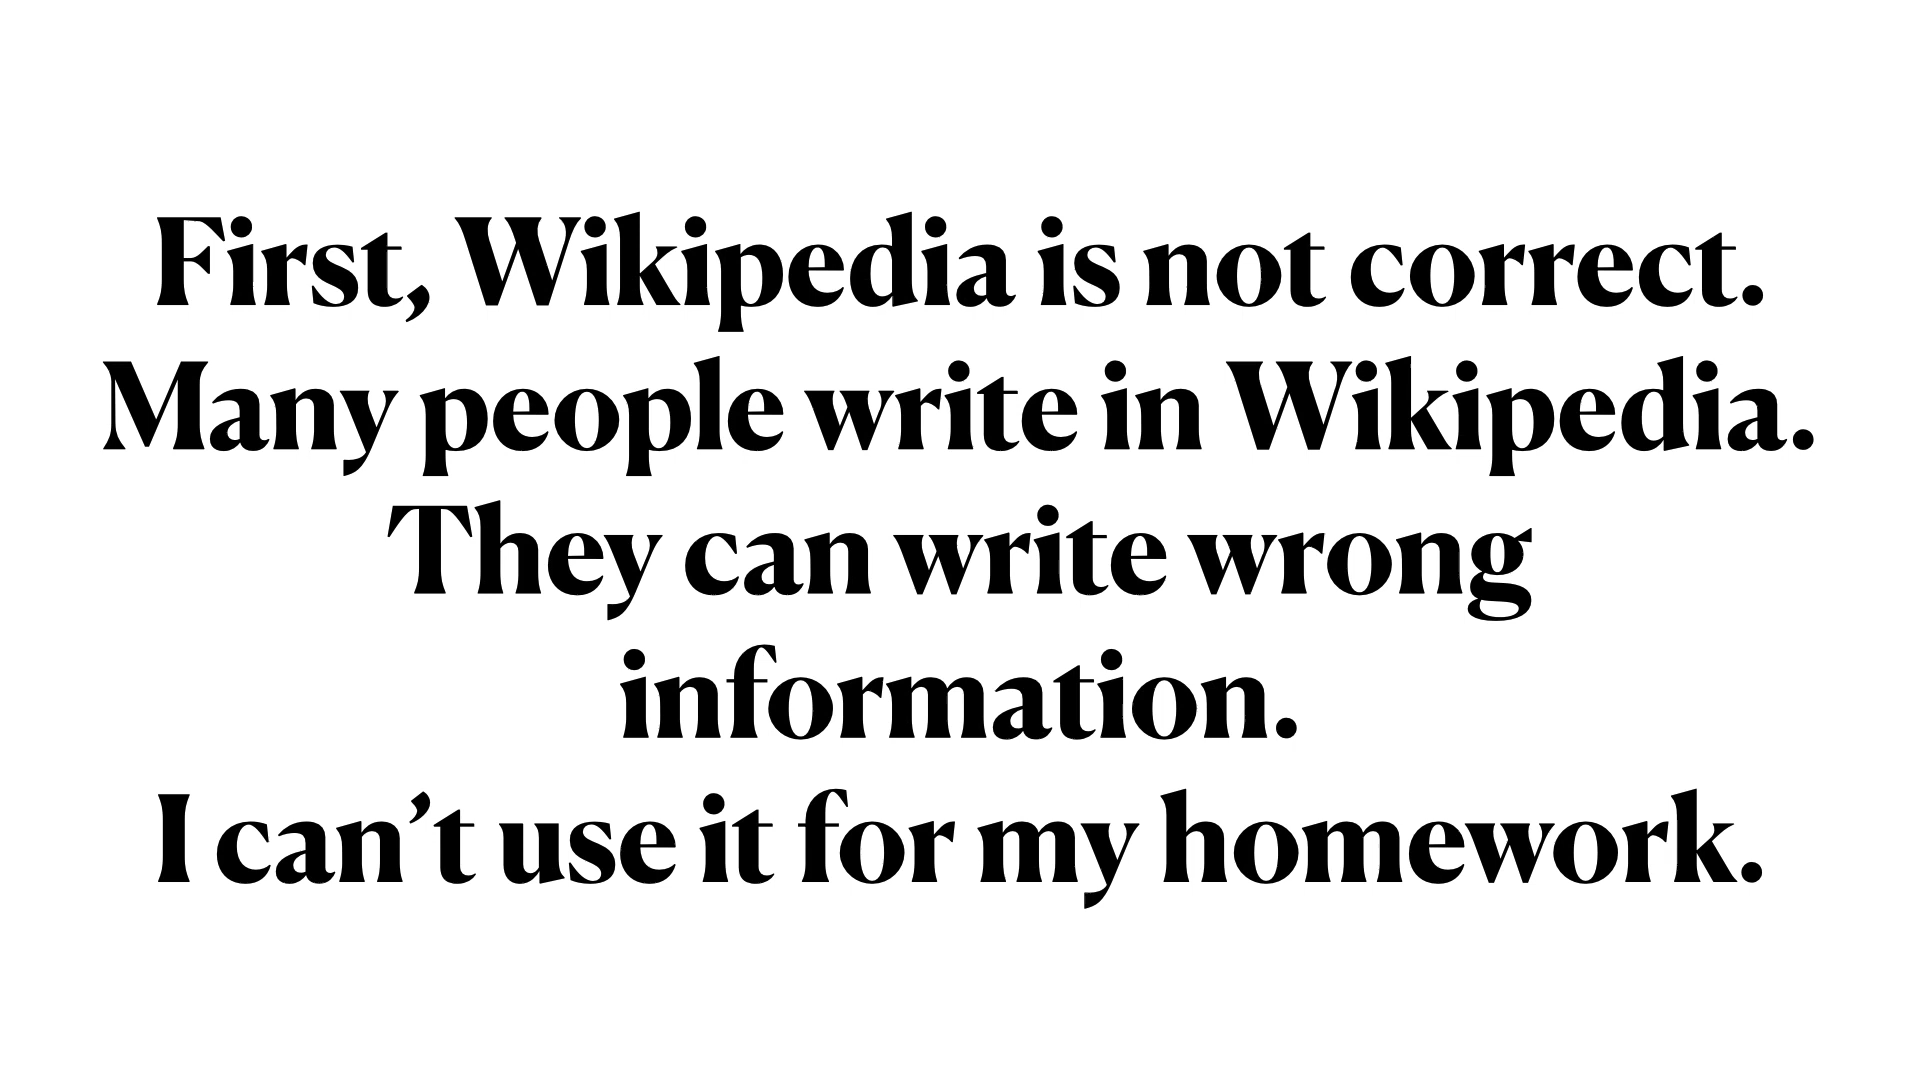 First, Wikipedia is not correct.
Many people write in Wikipedia.
They can write wrong
information.
I can’t use it for my homework.